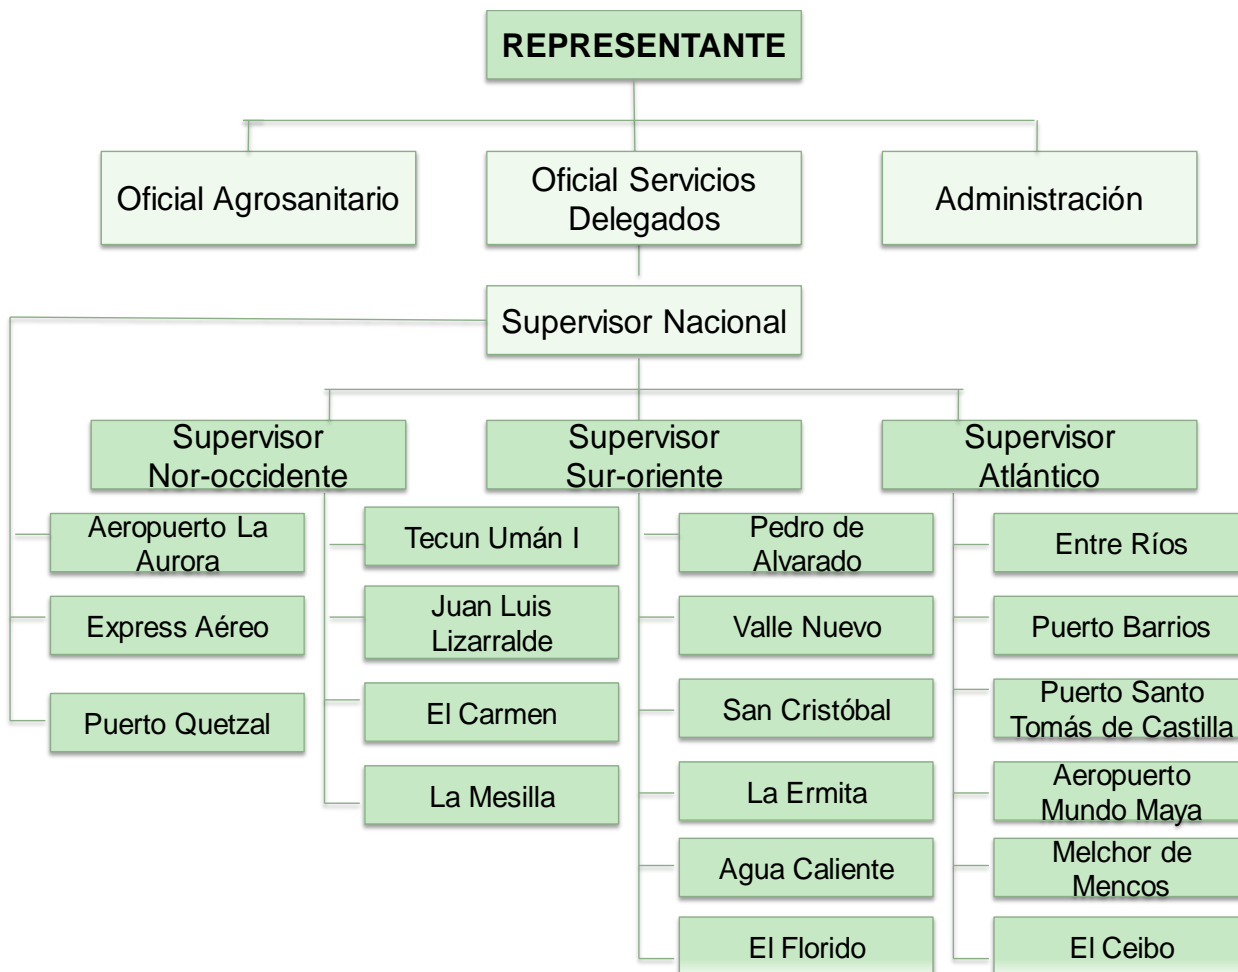 REPRESENTANTE
Oficial Agrosanitario
Oficial Servicios
Delegados
Administración
Supervisor Nacional
Supervisor
Nor-occidente
Supervisor
Sur-oriente
Supervisor
Atlántico
Aeropuerto La
Aurora
Express Aéreo
Puerto Quetzal
Tecun Umán I
Juan Luis
Lizarralde
El Carmen
La Mesilla
Pedro de
Alvarado
Valle Nuevo
San Cristóbal
La Ermita
Agua Caliente
El Florido
Entre Ríos
Puerto Barrios
Puerto Santo
Tomás de Castilla
Aeropuerto
Mundo Maya
Melchor de
Mencos
El Ceibo